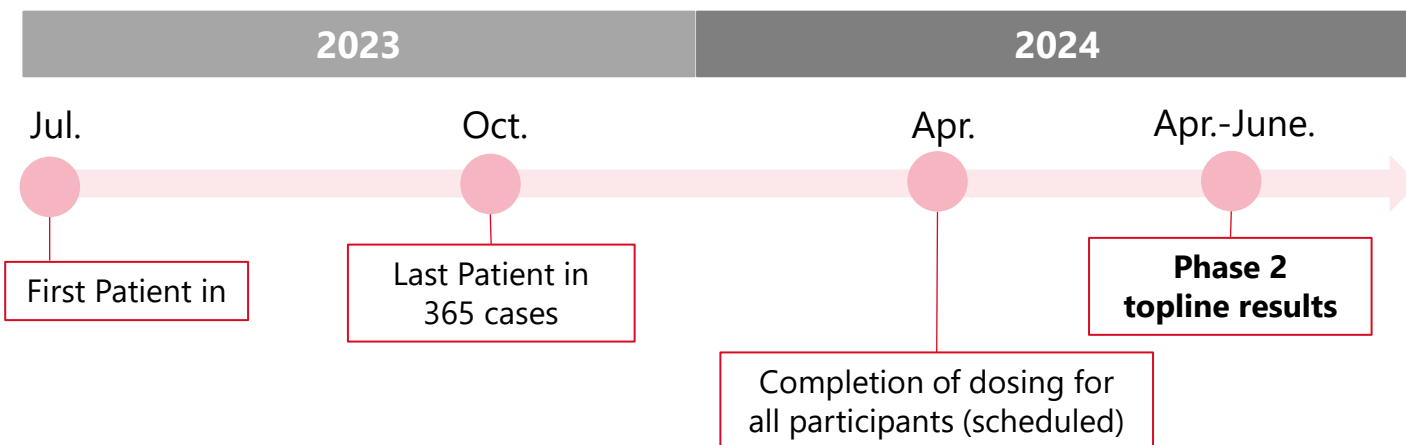 2023
2024
Jul.
Oct.
Apr.
Apr.-June.
First Patient in
Last Patient in
365 cases
Completion of dosing for
all participants (scheduled)
Phase 2
topline results